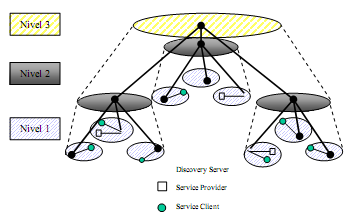 Nivel 3
Nivel 2
Nivel 1
Discovery Server
Service Provider
Service Client